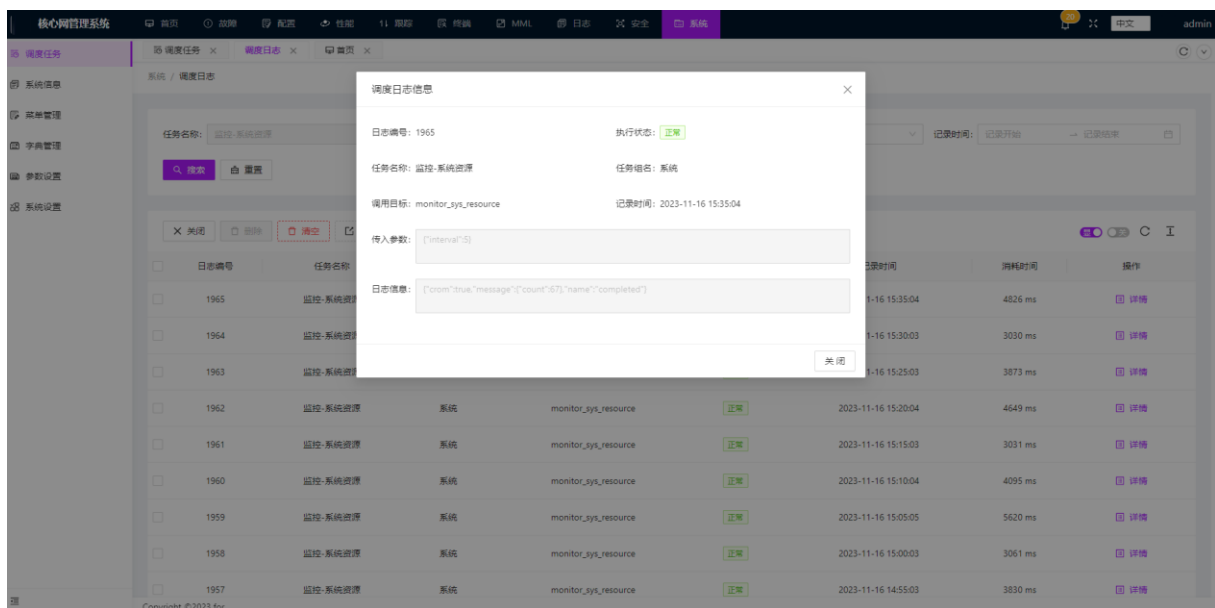 核心网管理系统 首页 故障 配置 性能 跟踪 终端 MML 日志 安全 系统 20 中文 admin
调度任务 调度任务 × 调度日志 × 首页 ×
系统信息 系统 / 调度日志
菜单管理
字典管理
参数设置
系统设置
任务名称: 监控-系统资源 记录时间: 记录开始 → 记录结束
搜索 重置
关闭 删除 清空
日志编号 任务名称 记录时间 消耗时间 操作
调度日志信息
日志编号: 1965 执行状态: 正常
任务名称: 监控-系统资源 任务组名: 系统
调用目标: monitor_sys_resource 记录时间: 2023-11-16 15:35:04
传入参数: {"interval":5}
日志信息: {"cron":true,"message":{"count":67},"name":"completed"}
关闭
1965 监控-系统资 1-16 15:35:04 4826 ms 详情
1964 监控-系统资 1-16 15:30:03 3030 ms 详情
1963 监控-系统资 1-16 15:25:03 3873 ms 详情
1962 监控-系统资源 系统 monitor_sys_resource 正常 2023-11-16 15:20:04 4649 ms 详情
1961 监控-系统资源 系统 monitor_sys_resource 正常 2023-11-16 15:15:03 3031 ms 详情
1960 监控-系统资源 系统 monitor_sys_resource 正常 2023-11-16 15:10:04 4095 ms 详情
1959 监控-系统资源 系统 monitor_sys_resource 正常 2023-11-16 15:05:05 5620 ms 详情
1958 监控-系统资源 系统 monitor_sys_resource 正常 2023-11-16 15:00:03 3061 ms 详情
1957 监控-系统资源 系统 monitor_sys_resource 正常 2023-11-16 14:55:03 3830 ms 详情
Copyright ©2023 for